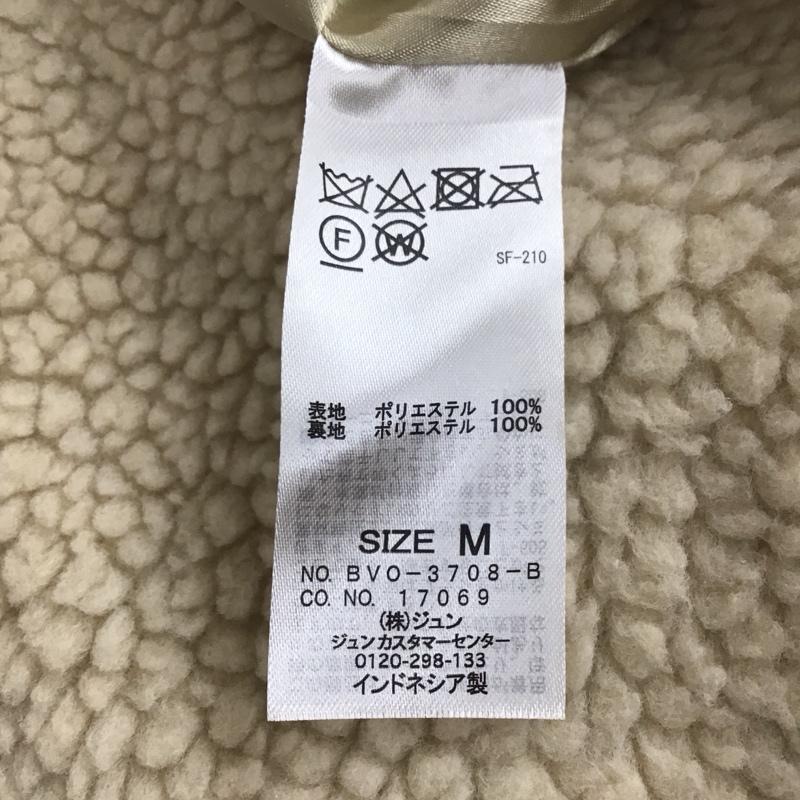 F W
SF-210
表地 ポリエステル 100%
裏地 ポリエステル 100%
SIZE M
NO. BVO-3708-B
CO. NO. 17069
(株)ジュン
ジュンカスタマーセンター
0120-298-133
インドネシア製